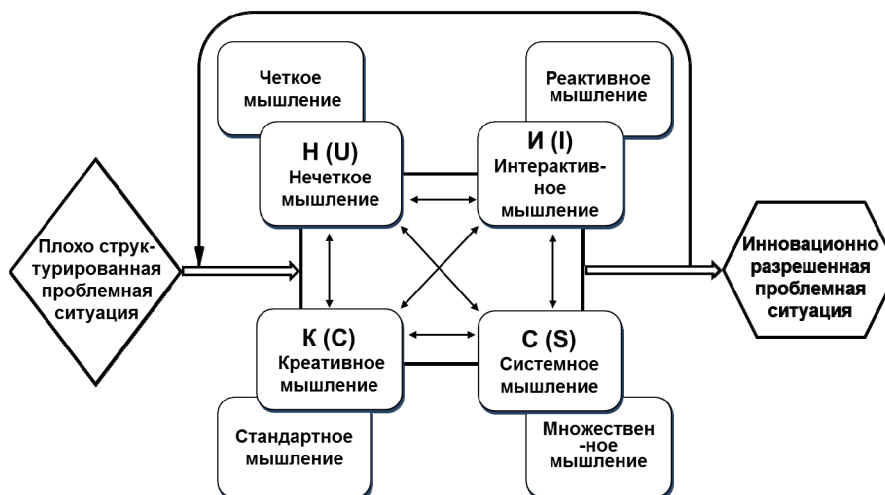 Четкое
мышление
Реактивное
мышление
Н (U)
Нечеткое
мышление
И (I)
Интерактив-
ное
мышление
Плохо струк-
турированная
проблемная
ситуация
Инновационно
разрешенная
проблемная
ситуация
К (C)
Креативное
мышление
С (S)
Системное
мышление
Стандартное
мышление
Множествен
-ное
мышление